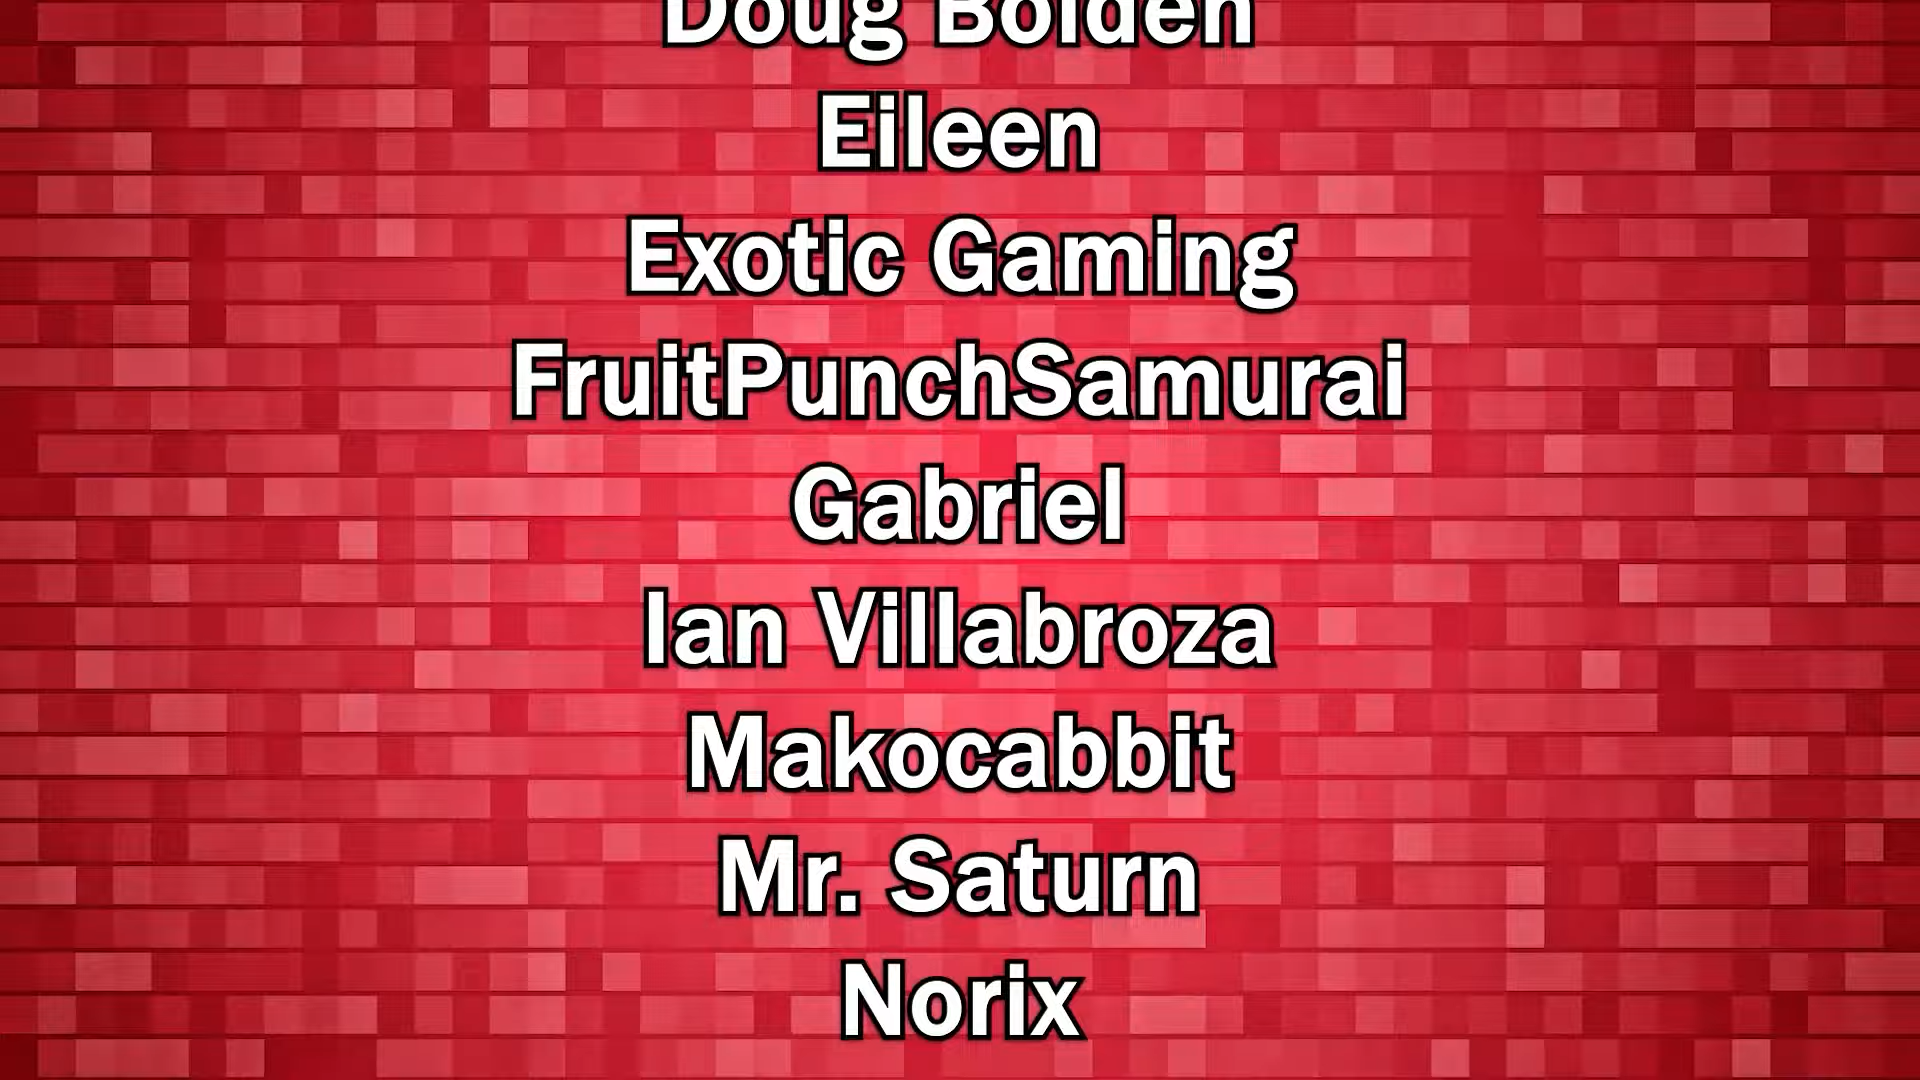 Doug Bolden
Eileen
Exotic Gaming
FruitPunchSamurai
Gabriel
Ian Villabroza
Makocabbit
Mr. Saturn
Norix